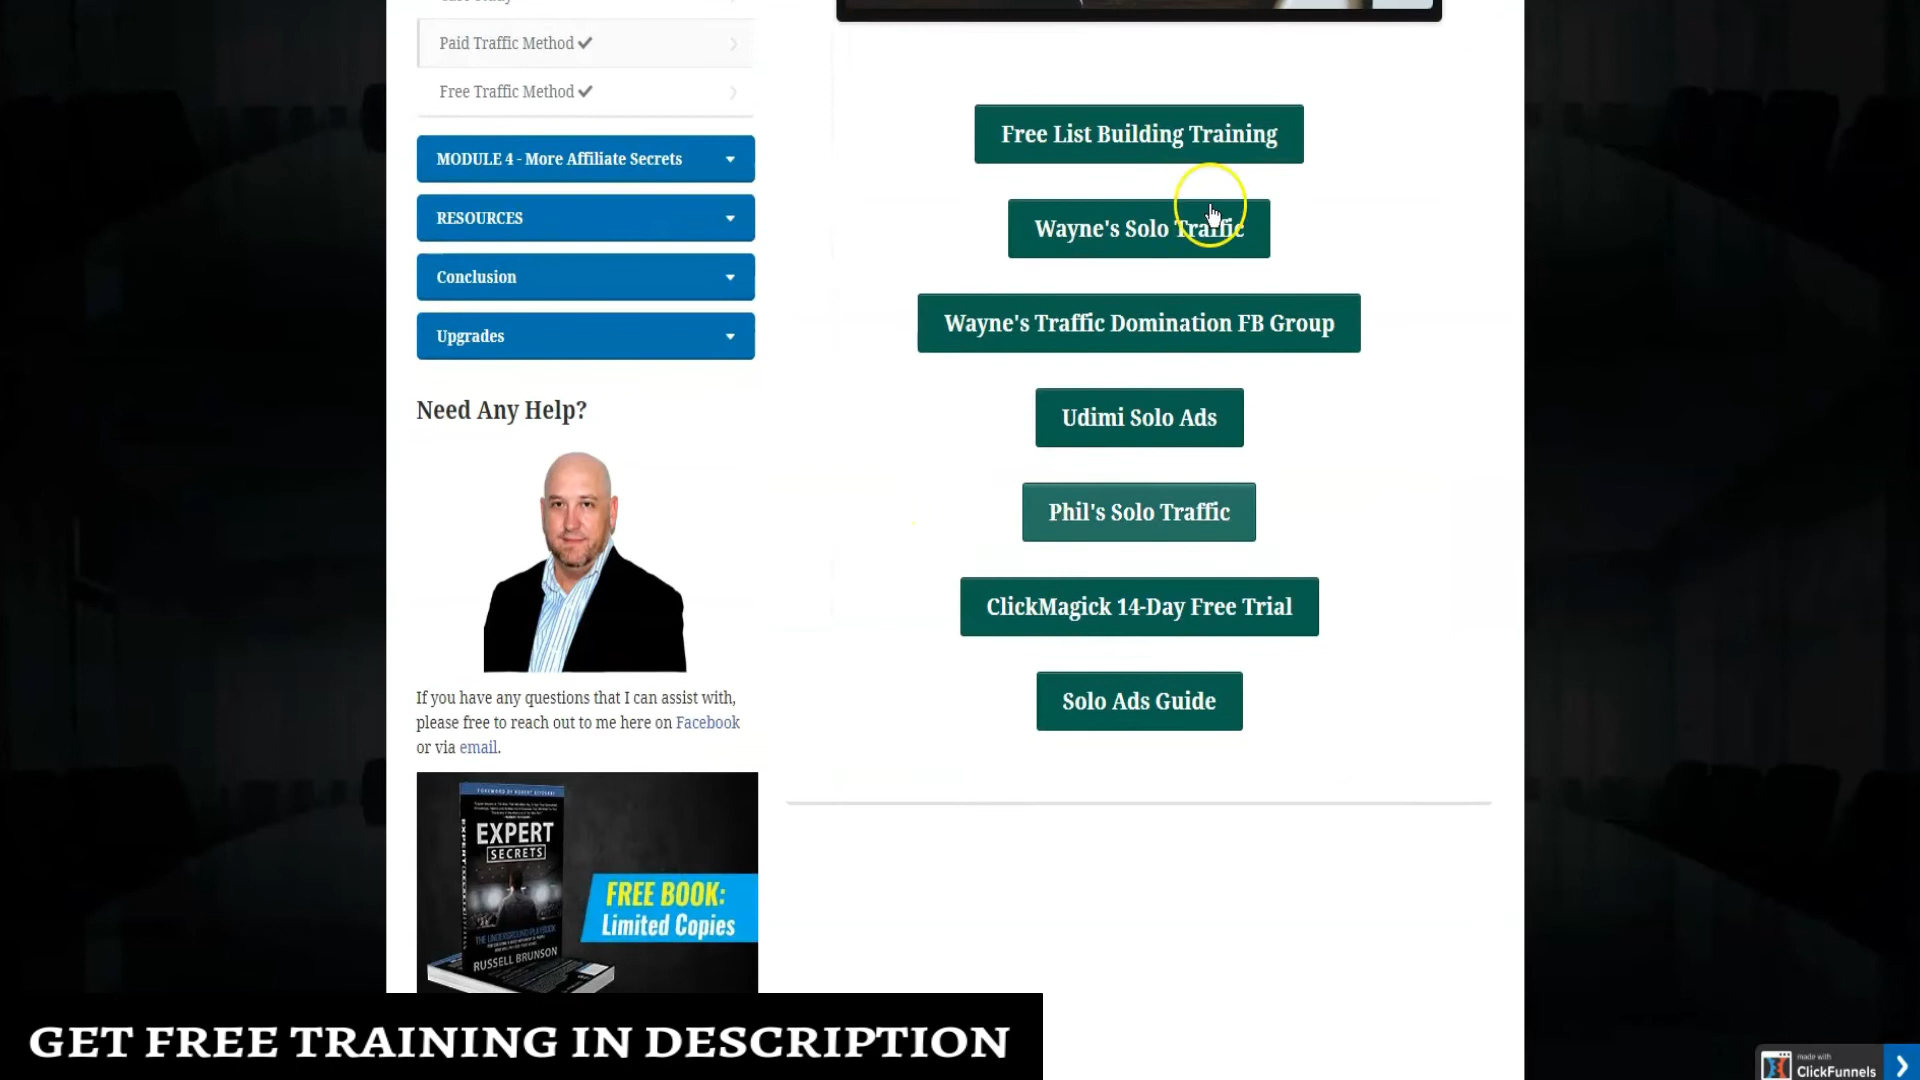 Case Study
Paid Traffic Method
Free Traffic Method
MODULE 4 - More Affiliate Secrets
RESOURCES
Conclusion
Upgrades
Need Any Help?
If you have any questions that I can assist with,
please free to reach out to me here on Facebook
or via email.
EXPERT
SECRETS
RUSSELL BRUNSON
FREE BOOK:
Limited Copies
Free List Building Training
Wayne's Solo Traffic
Wayne's Traffic Domination FB Group
Udimi Solo Ads
Phil's Solo Traffic
ClickMagick 14-Day Free Trial
Solo Ads Guide
GET FREE TRAINING IN DESCRIPTION
made with
ClickFunnels